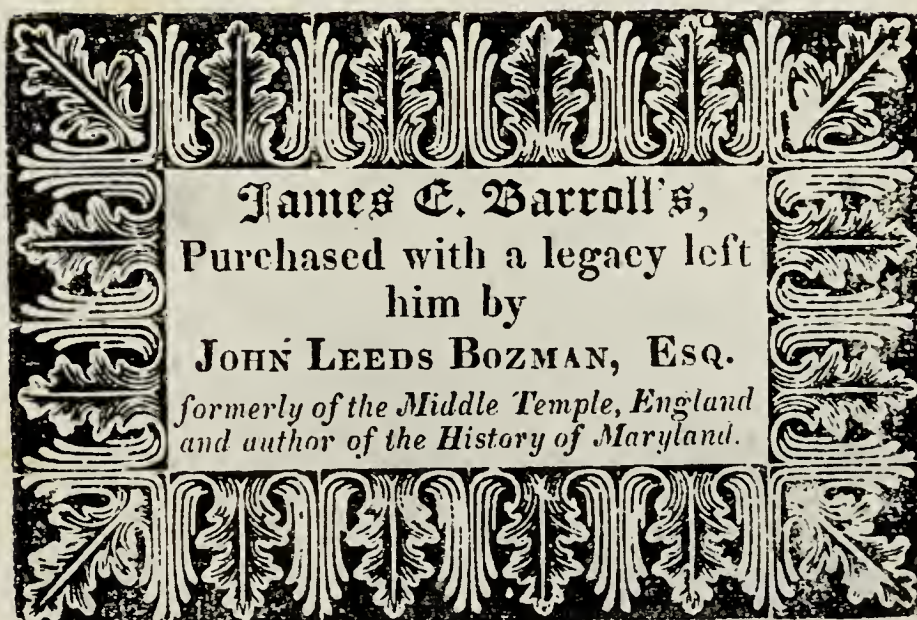 James E. Barroll's,
Purchased with a legacy left
him by
JOHN LEEDS BOZMAN, ESQ.
formerly of the Middle Temple, England
and author of the History of Maryland.